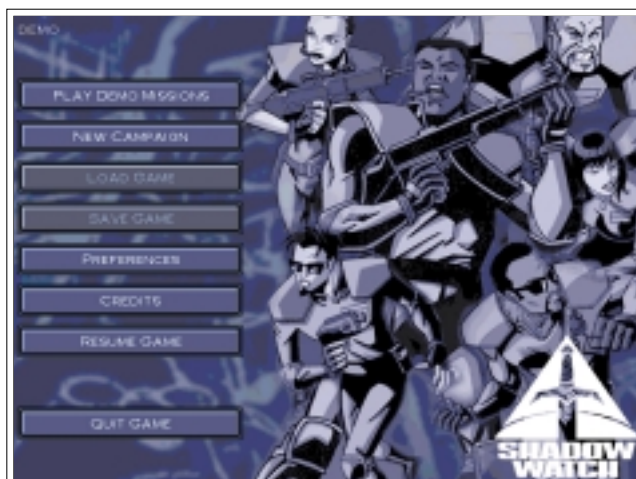 DEMO
PLAY DEMO MISSIONS
NEW CAMPAIGN
LOAD GAME
SAVE GAME
PREFERENCES
CREDITS
RESUME GAME
QUIT GAME
SHADOW
WATCH